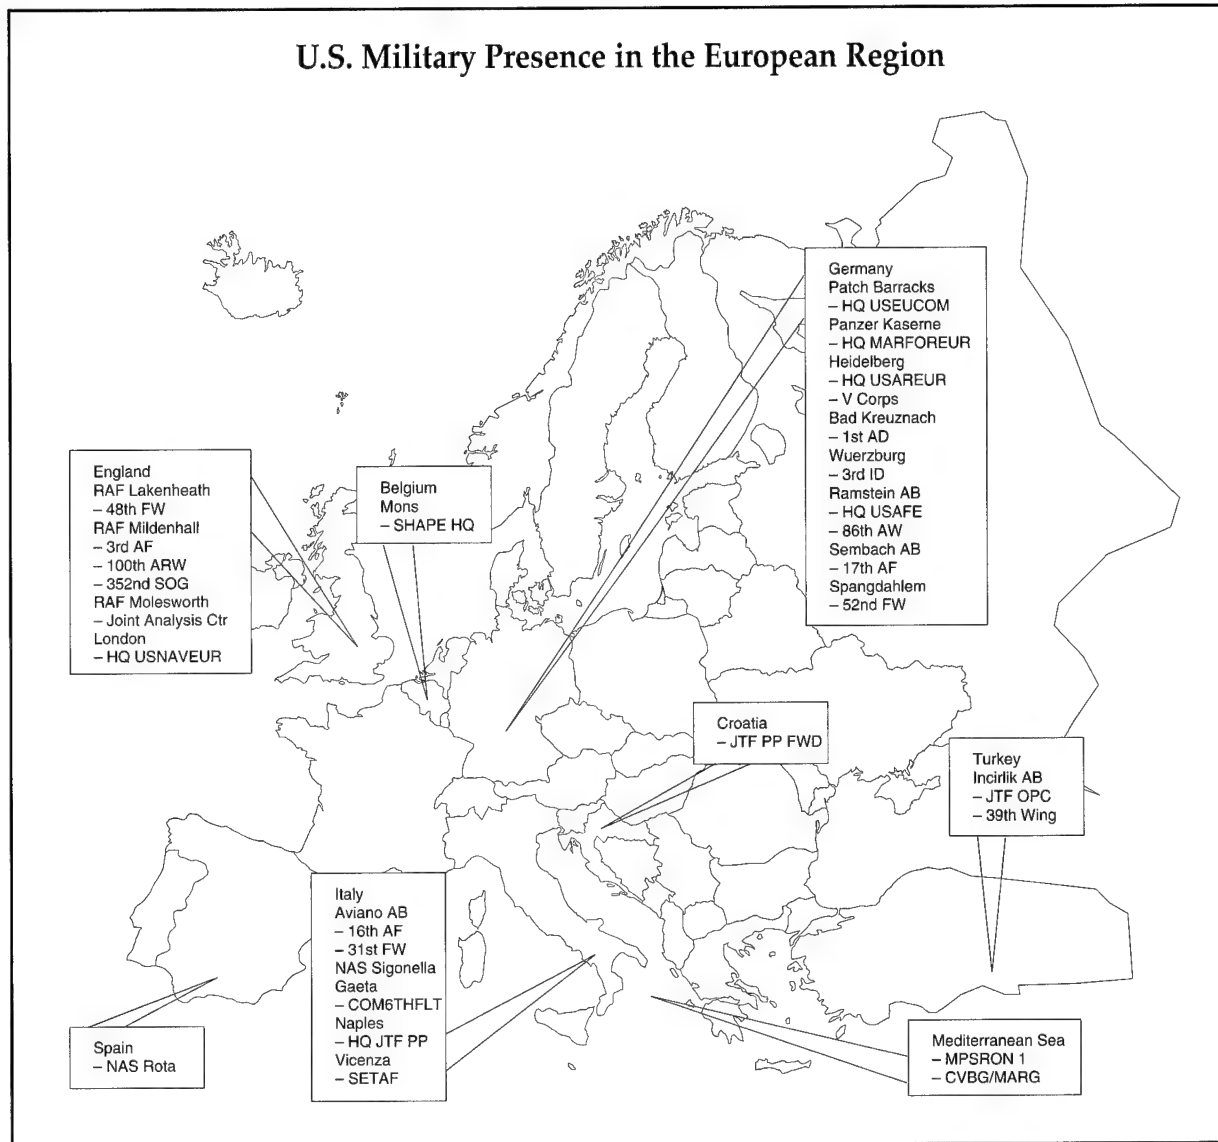 U.S. Military Presence in the European Region
Germany
Patch Barracks
– HQ USEUCOM
Panzer Kaserne
– HQ MARFOREUR
Heidelberg
– HQ USAREUR
– V Corps
Bad Kreuznach
– 1st AD
Wuerzburg
– 3rd ID
Ramstein AB
– HQ USAFE
– 86th AW
Sembach AB
– 17th AF
Spangdahlem
– 52nd FW
England
RAF Lakenheath
– 48th FW
RAF Mildenhall
– 3rd AF
– 100th ARW
– 352nd SOG
RAF Molesworth
– Joint Analysis Ctr
London
– HQ USNAVEUR
Belgium
Mons
– SHAPE HQ
Croatia
– JTF PP FWD
Turkey
Incirlik AB
– JTF OPC
– 39th Wing
Italy
Aviano AB
– 16th AF
– 31st FW
NAS Sigonella
Gaeta
– COM6THFLT
Naples
– HQ JTF PP
Vicenza
– SETAF
Spain
– NAS Rota
Mediterranean Sea
– MPSRON 1
– CVBG/MARG